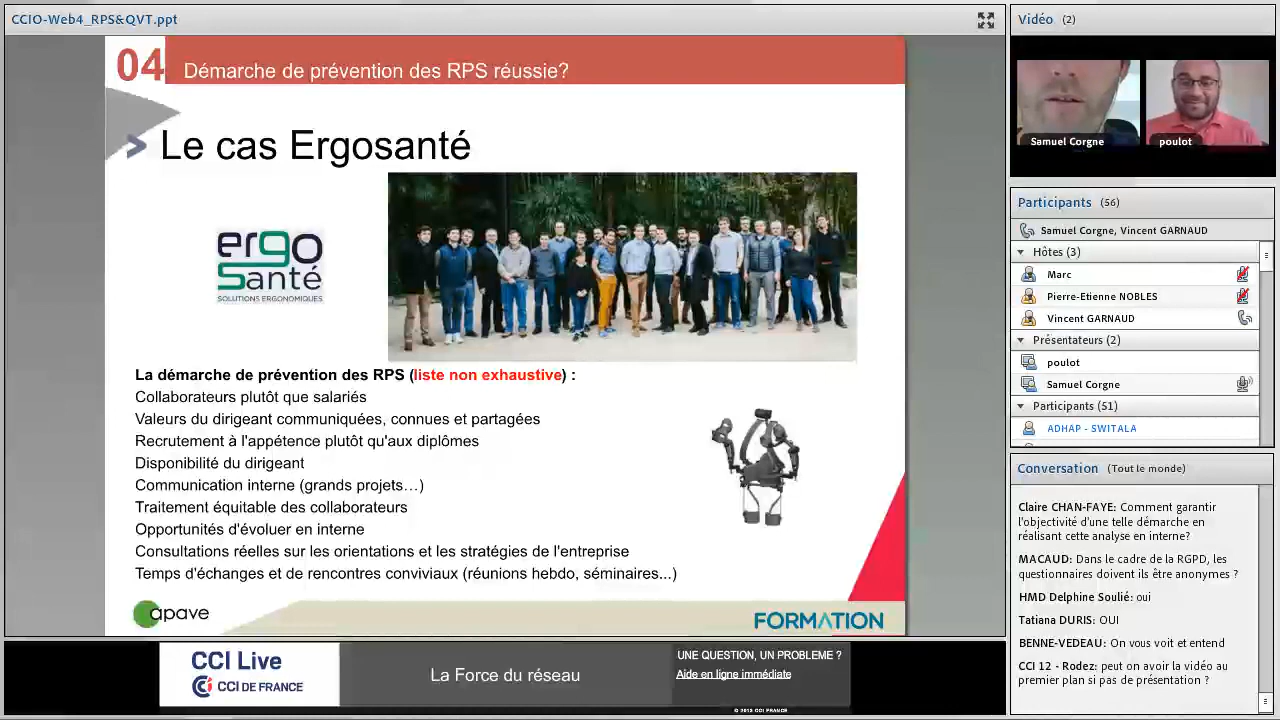 CCIO-Web4_RPS&QVT.ppt
04 Démarche de prévention des RPS réussie?
> Le cas Ergosanté
ergo
Santé
SOLUTIONS ERGONOMIQUES
La démarche de prévention des RPS (liste non exhaustive) :
Collaborateurs plutôt que salariés
Valeurs du dirigeant communiquées, connues et partagées
Recrutement à l'appétence plutôt qu'aux diplômes
Disponibilité du dirigeant
Communication interne (grands projets…)
Traitement équitable des collaborateurs
Opportunités d'évoluer en interne
Consultations réelles sur les orientations et les stratégies de l'entreprise
Temps d'échanges et de rencontres conviviaux (réunions hebdo, séminaires...)
apave
FORMATION
CCI Live
CCI DE FRANCE
La Force du réseau
UNE QUESTION, UN PROBLEME ?
Aide en ligne immédiate
© 2013 CCI FRANCE
Vidéo (2)
Samuel Corgne
poulot
Participants (56)
Samuel Corgne, Vincent GARNAUD
Hôtes (3)
Marc
Pierre-Etienne NOBLES
Vincent GARNAUD
Présentateurs (2)
poulot
Samuel Corgne
Participants (51)
ADHAP - SWITALA
Conversation (Tout le monde)
Claire CHAN-FAYE: Comment garantir
l'objectivité d'une telle démarche en
réalisant cette analyse en interne?
MACAUD: Dans le cadre de la RGPD, les
questionnaires doivent ils être anonymes ?
HMD Delphine Soulié: oui
Tatiana DURIS: OUI
BENNE-VEDEAU: On vous voit et entend
CCI 12 - Rodez: peut on avoir la vidéo au
premier plan si pas de présentation ?